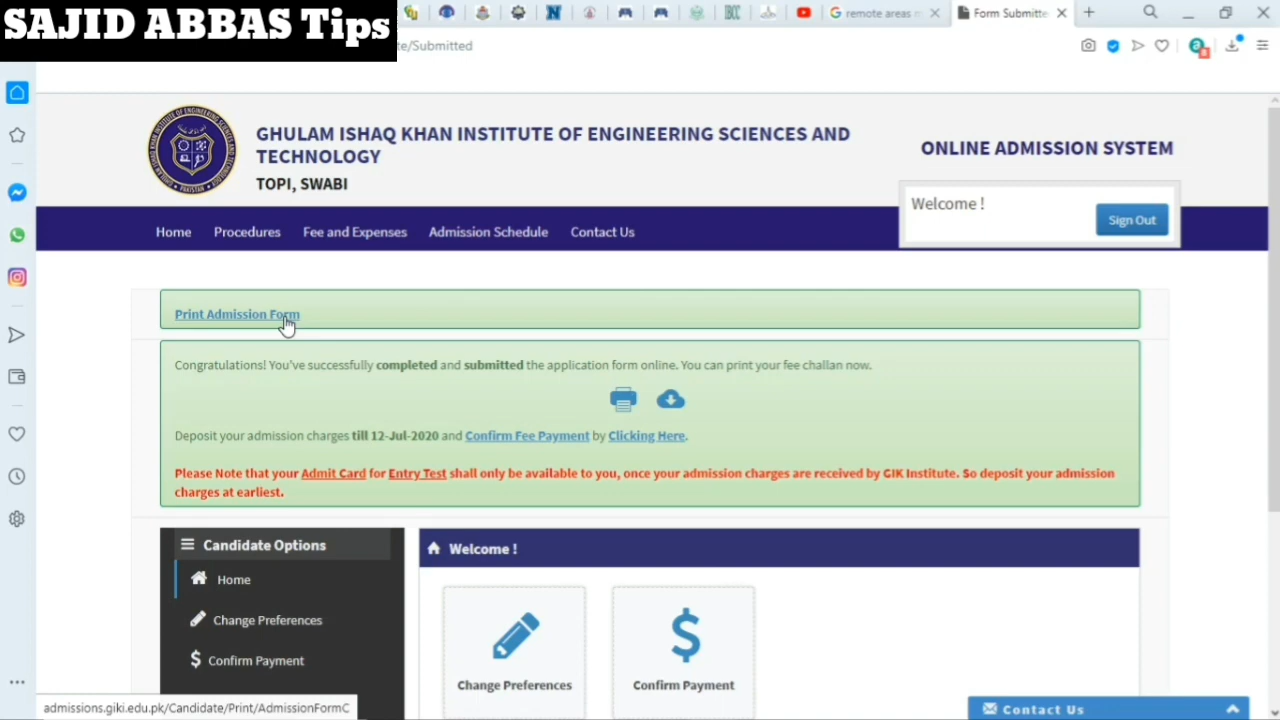 SAJID ABBAS Tips
remote areas
Form Submitte
te/Submitted
GHULAM ISHAQ KHAN INSTITUTE OF ENGINEERING SCIENCES AND
TECHNOLOGY
TOPI, SWABI
ONLINE ADMISSION SYSTEM
Welcome !
Sign Out
Home Procedures Fee and Expenses Admission Schedule Contact Us
Print Admission Form
Congratulations! You've successfully completed and submitted the application form online. You can print your fee challan now.
Deposit your admission charges till 12-Jul-2020 and Confirm Fee Payment by Clicking Here.
Please Note that your Admit Card for Entry Test shall only be available to you, once your admission charges are received by GIK Institute. So deposit your admission
charges at earliest.
Candidate Options
Home
Change Preferences
Confirm Payment
Welcome !
Change Preferences
Confirm Payment
admissions.giki.edu.pk/Candidate/Print/AdmissionFormC
Contact Us